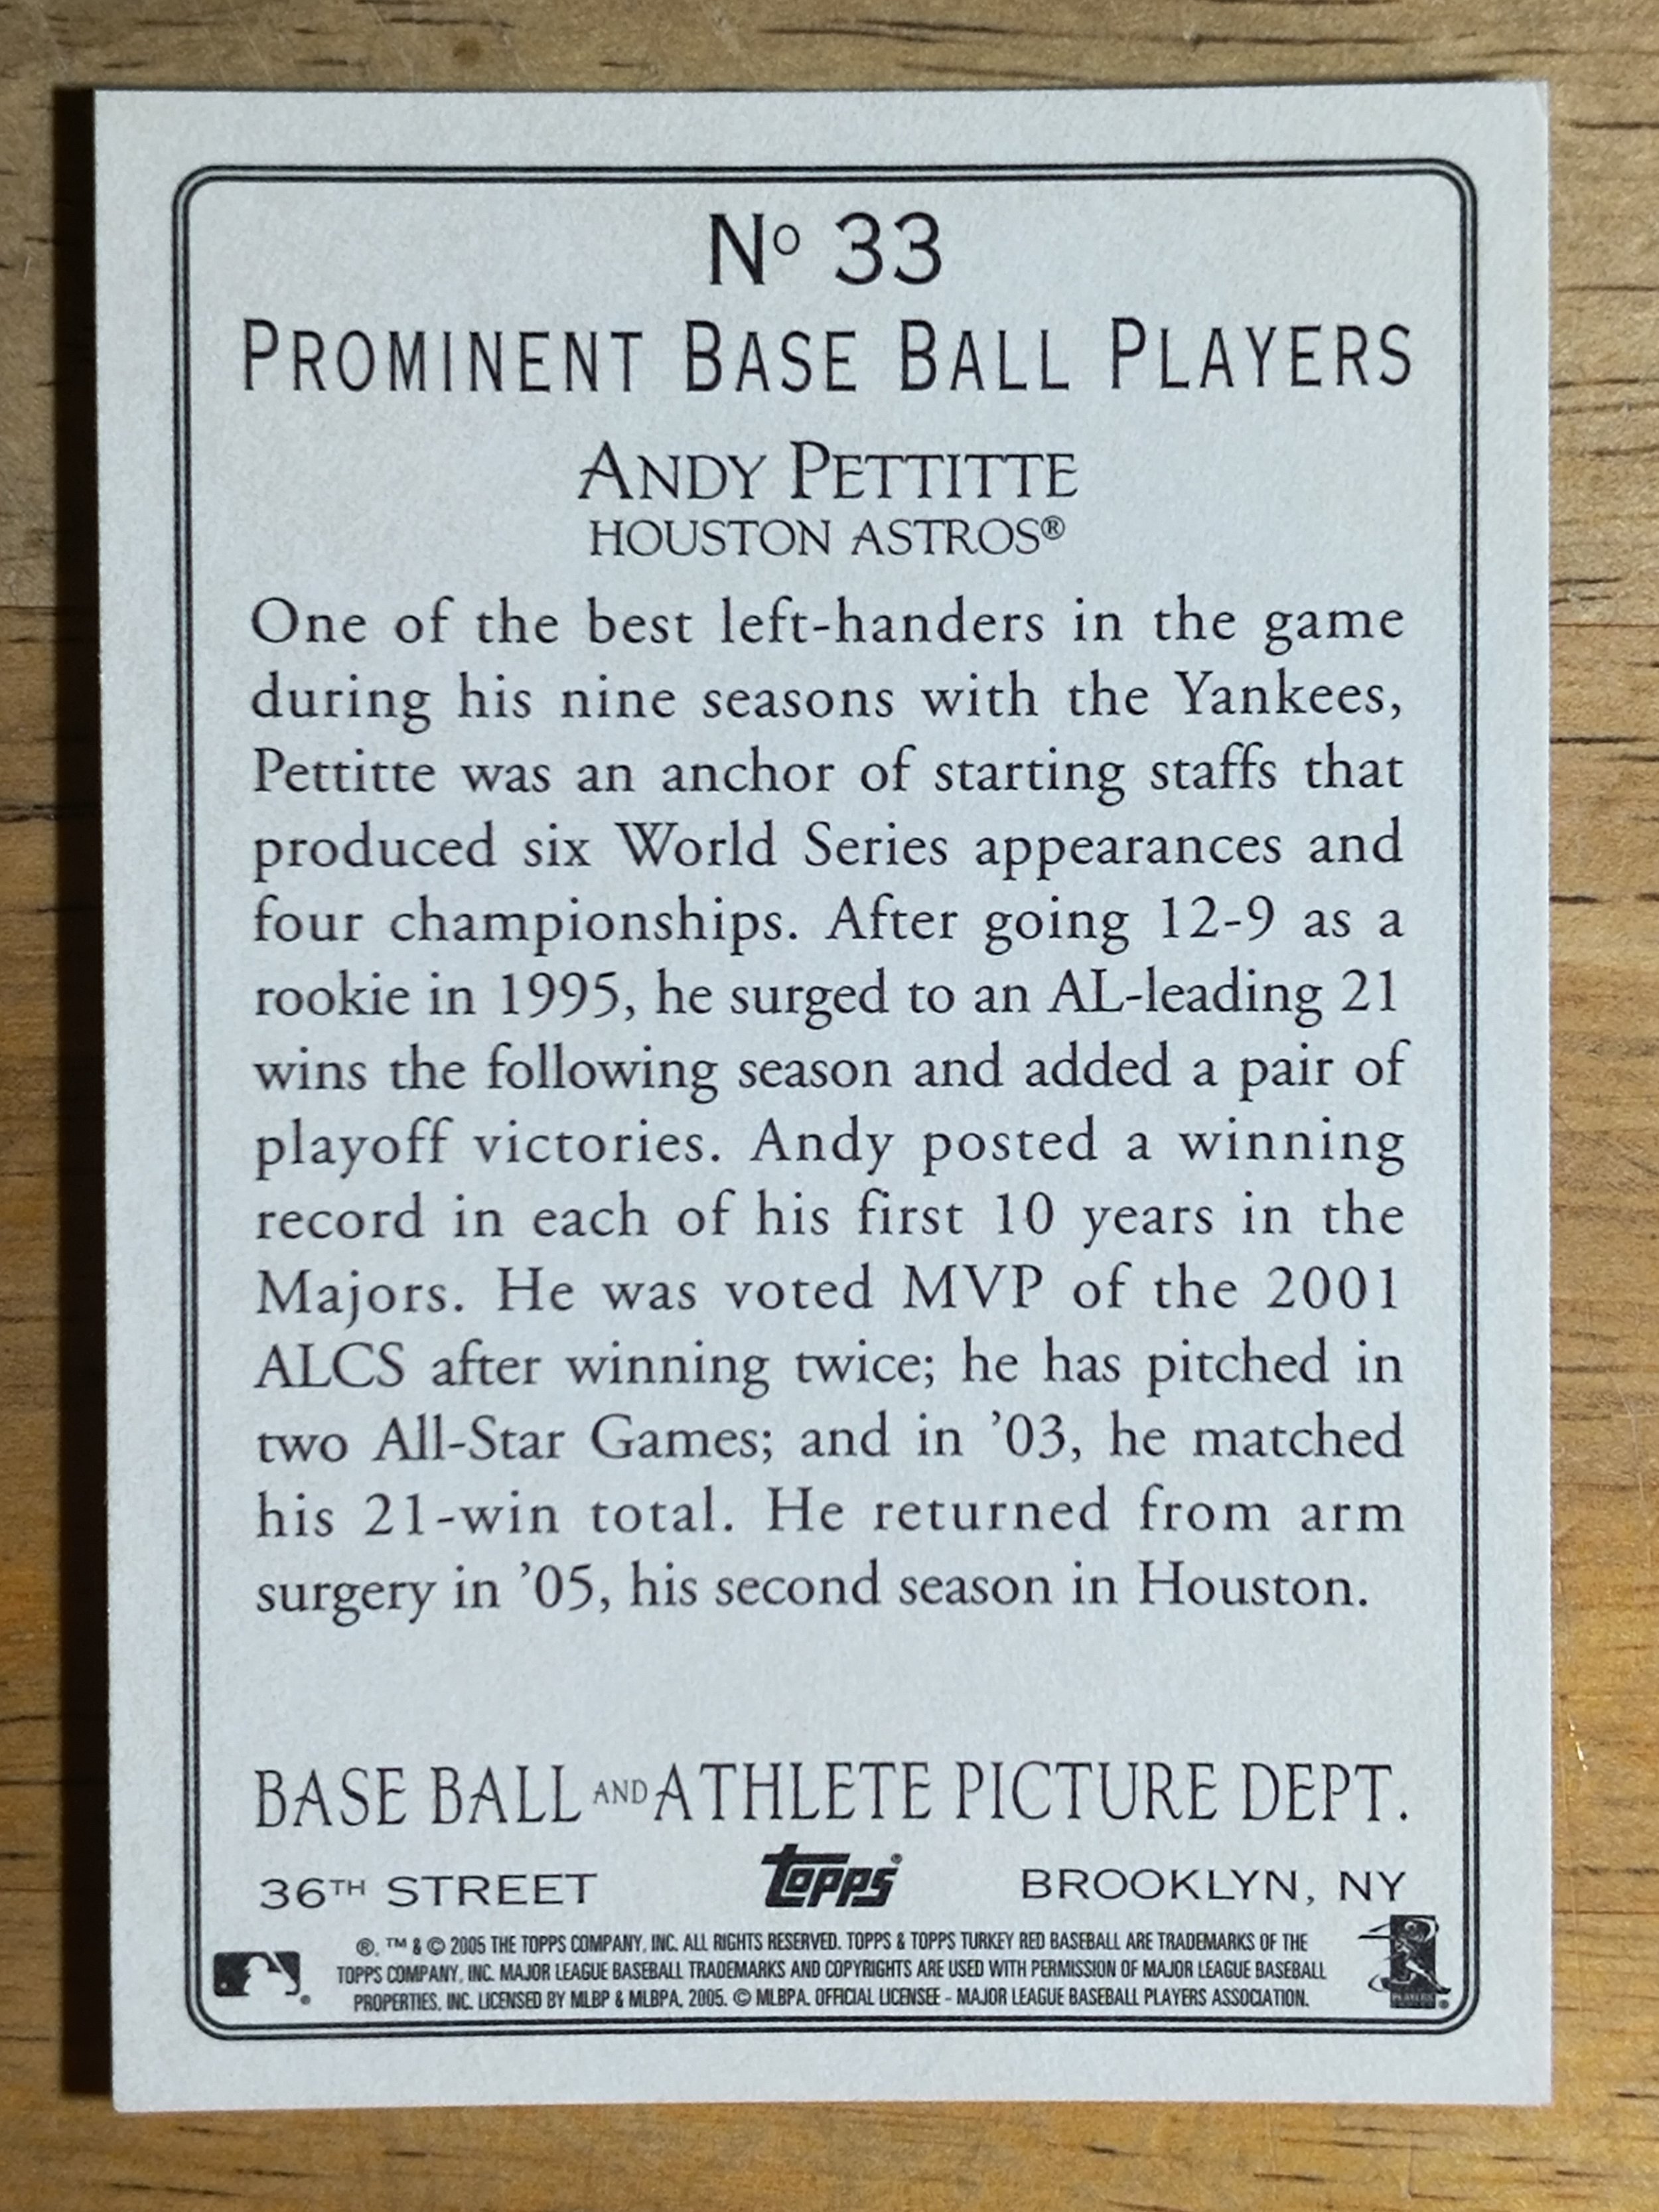 Nº 33
PROMINENT BASE BALL PLAYERS
ANDY PETTITTE
HOUSTON ASTROS®
One of the best left-handers in the game
during his nine seasons with the Yankees,
Pettitte was an anchor of starting staffs that
produced six World Series appearances and
four championships. After going 12-9 as a
rookie in 1995, he surged to an AL-leading 21
wins the following season and added a pair of
playoff victories. Andy posted a winning
record in each of his first 10 years in the
Majors. He was voted MVP of the 2001
ALCS after winning twice; he has pitched in
two All-Star Games; and in ’03, he matched
his 21-win total. He returned from arm
surgery in ’05, his second season in Houston.
BASE BALL AND ATHLETE PICTURE DEPT.
36TH STREET topps® BROOKLYN, NY
®, ™ & © 2005 THE TOPPS COMPANY, INC. ALL RIGHTS RESERVED. TOPPS & TOPPS TURKEY RED BASEBALL ARE TRADEMARKS OF THE
TOPPS COMPANY, INC. MAJOR LEAGUE BASEBALL TRADEMARKS AND COPYRIGHTS ARE USED WITH PERMISSION OF MAJOR LEAGUE BASEBALL
PROPERTIES, INC. LICENSED BY MLBP & MLBPA, 2005. © MLBPA. OFFICIAL LICENSEE - MAJOR LEAGUE BASEBALL PLAYERS ASSOCIATION.